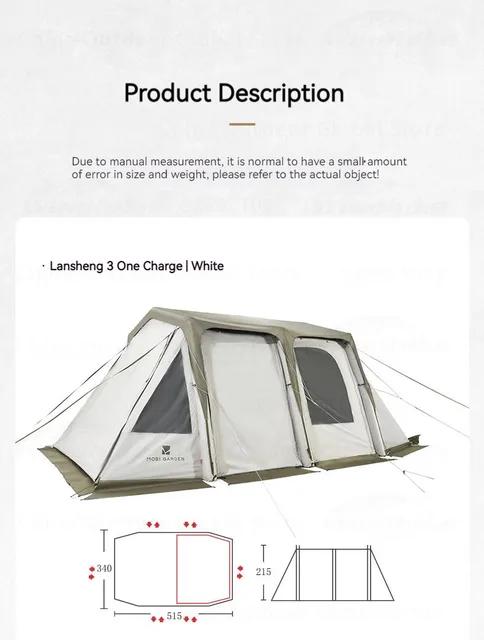 Product Description
Due to manual measurement, it is normal to have a small amount
of error in size and weight, please refer to the actual object!
· Lansheng 3 One Charge | White
MOBI GARDEN
340
215
515